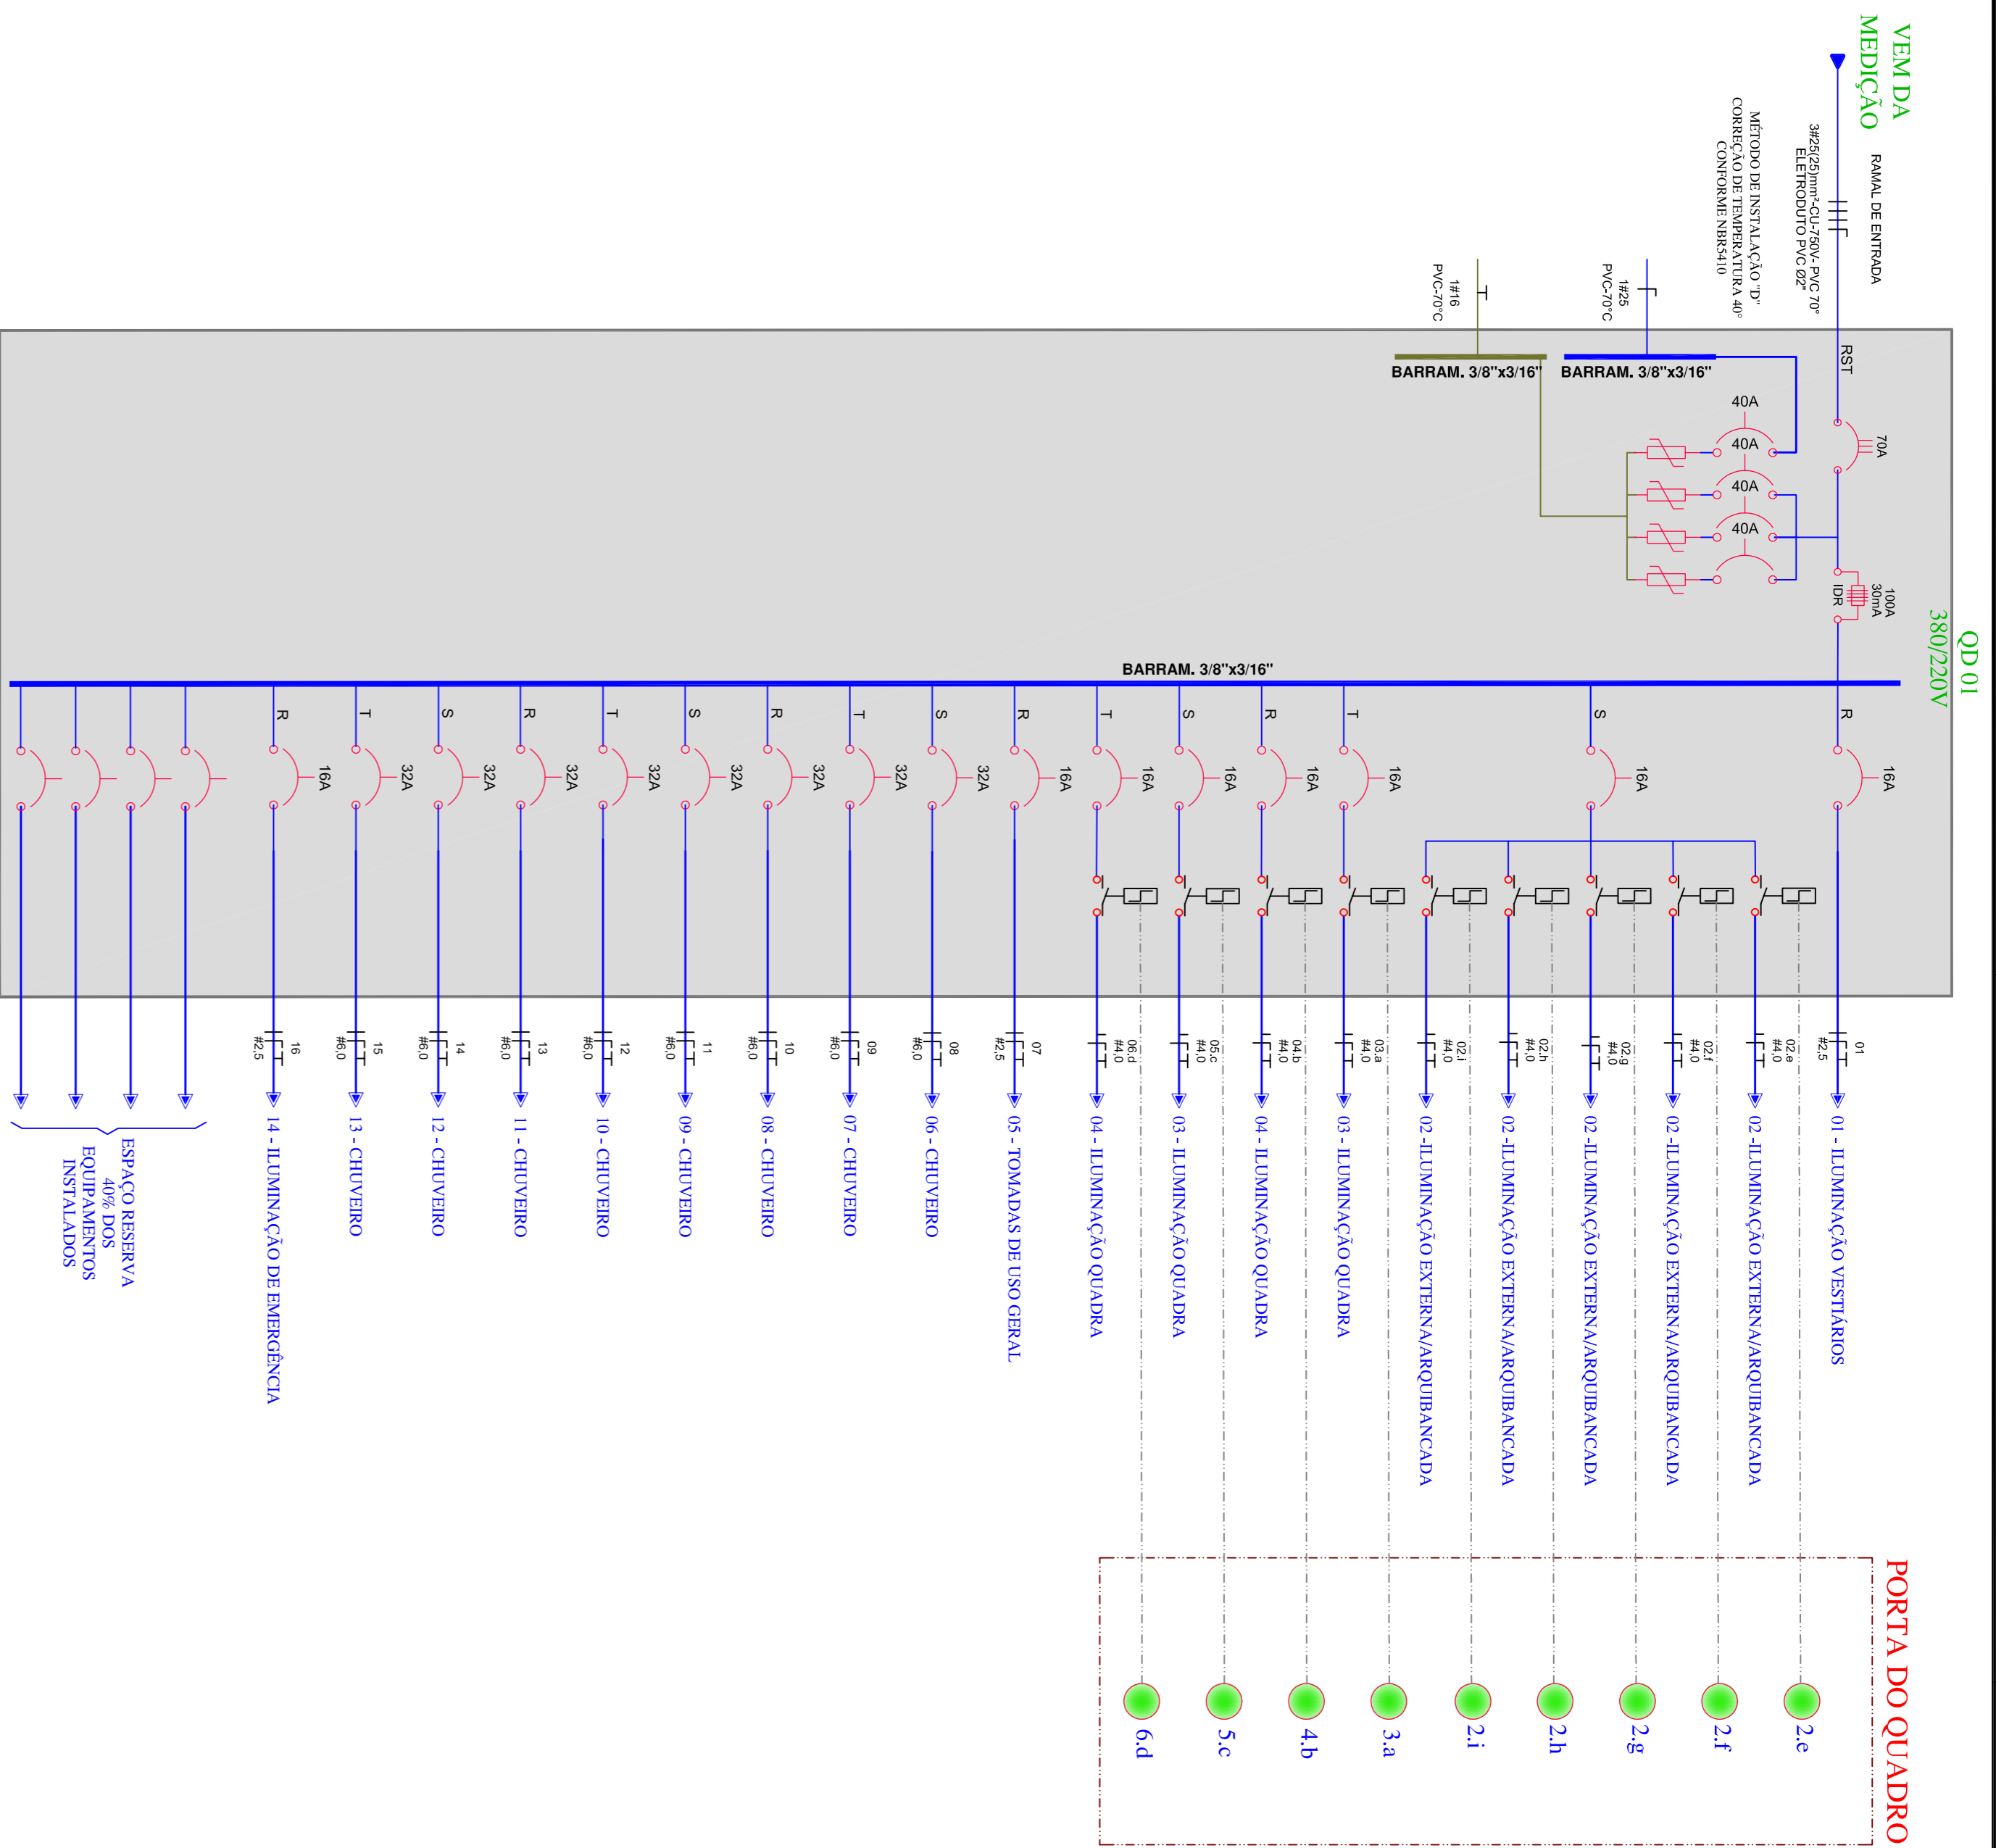 VEM DA
MEDIÇÃO
RAMAL DE ENTRADA
3#25(25)mm²-CU-750V- PVC 70°
ELETRODUTO PVC Ø2"
MÉTODO DE INSTALAÇÃO "D"
CORREÇÃO DE TEMPERATURA 40°
CONFORME NBR5410
1#25
PVC-70°C
1#16
PVC-70°C
QD 01
380/220V
RST
70A
100A
30mA
IDR
BARRAM. 3/8"x3/16"
BARRAM. 3/8"x3/16"
40A
40A
40A
40A
BARRAM. 3/8"x3/16"
R
16A
01
#2,5
01 - ILUMINAÇÃO VESTIÁRIOS
S
16A
02.e
#4,0
02 -ILUMINAÇÃO EXTERNA/ARQUIBANCADA
02.f
#4,0
02 -ILUMINAÇÃO EXTERNA/ARQUIBANCADA
02.g
#4,0
02 -ILUMINAÇÃO EXTERNA/ARQUIBANCADA
02.h
#4,0
02 -ILUMINAÇÃO EXTERNA/ARQUIBANCADA
02.i
#4,0
02 -ILUMINAÇÃO EXTERNA/ARQUIBANCADA
T
16A
03.a
#4,0
03 - ILUMINAÇÃO QUADRA
R
16A
04.b
#4,0
04 - ILUMINAÇÃO QUADRA
S
16A
05.c
#4,0
03 - ILUMINAÇÃO QUADRA
T
16A
06.d
#4,0
04 - ILUMINAÇÃO QUADRA
R
16A
07
#2,5
05 - TOMADAS DE USO GERAL
S
32A
08
#6,0
06 - CHUVEIRO
T
32A
09
#6,0
07 - CHUVEIRO
R
32A
10
#6,0
08 - CHUVEIRO
S
32A
11
#6,0
09 - CHUVEIRO
T
32A
12
#6,0
10 - CHUVEIRO
R
32A
13
#6,0
11 - CHUVEIRO
S
32A
14
#6,0
12 - CHUVEIRO
T
32A
15
#6,0
13 - CHUVEIRO
R
16A
16
#2,5
14 - ILUMINAÇÃO DE EMERGÊNCIA
ESPAÇO RESERVA
40% DOS
EQUIPAMENTOS
INSTALADOS
PORTA DO QUADRO
2.e
2.f
2.g
2.h
2.i
3.a
4.b
5.c
6.d